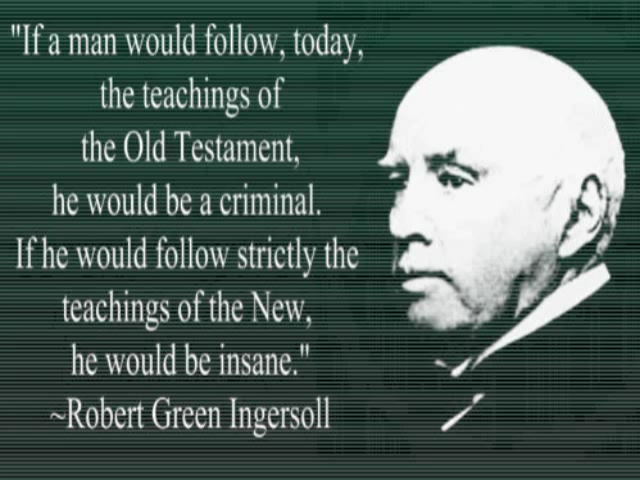 "If a man would follow, today,
the teachings of
the Old Testament,
he would be a criminal.
If he would follow strictly the
teachings of the New,
he would be insane."
~Robert Green Ingersoll